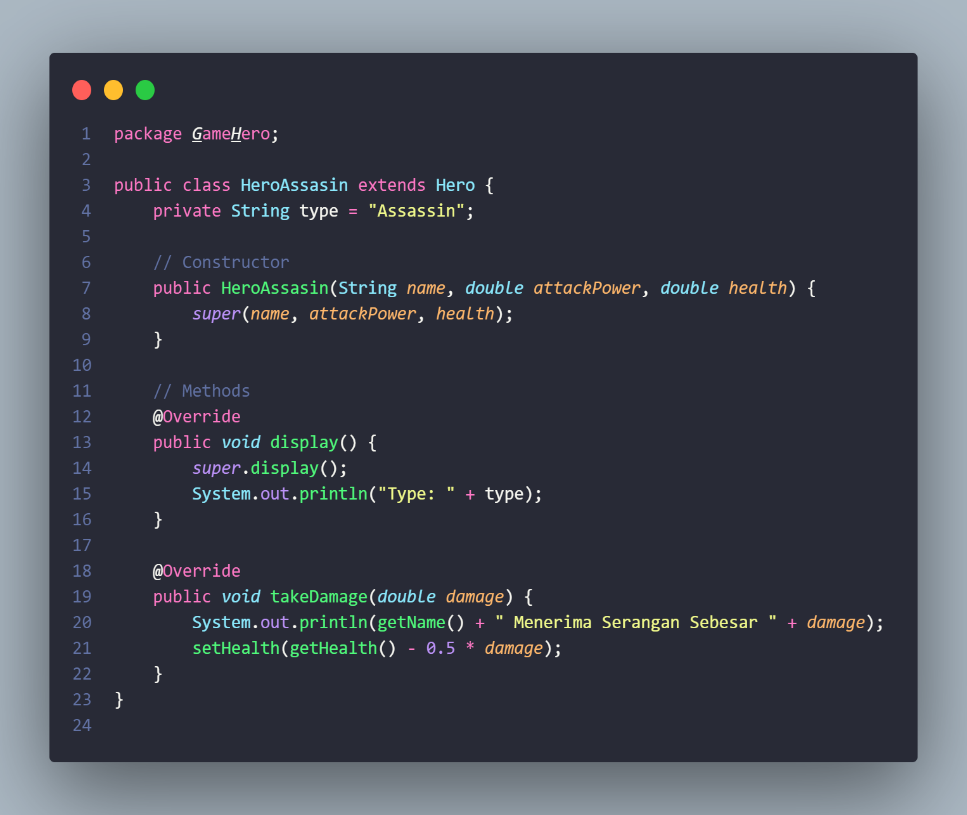 1 package GameHero;
2
3 public class HeroAssasin extends Hero {
4     private String type = "Assassin";
5
6     // Constructor
7     public HeroAssasin(String name, double attackPower, double health) {
8         super(name, attackPower, health);
9     }
10
11     // Methods
12     @Override
13     public void display() {
14         super.display();
15         System.out.println("Type: " + type);
16     }
17
18     @Override
19     public void takeDamage(double damage) {
20         System.out.println(getName() + " Menerima Serangan Sebesar " + damage);
21         setHealth(getHealth() - 0.5 * damage);
22     }
23 }
24